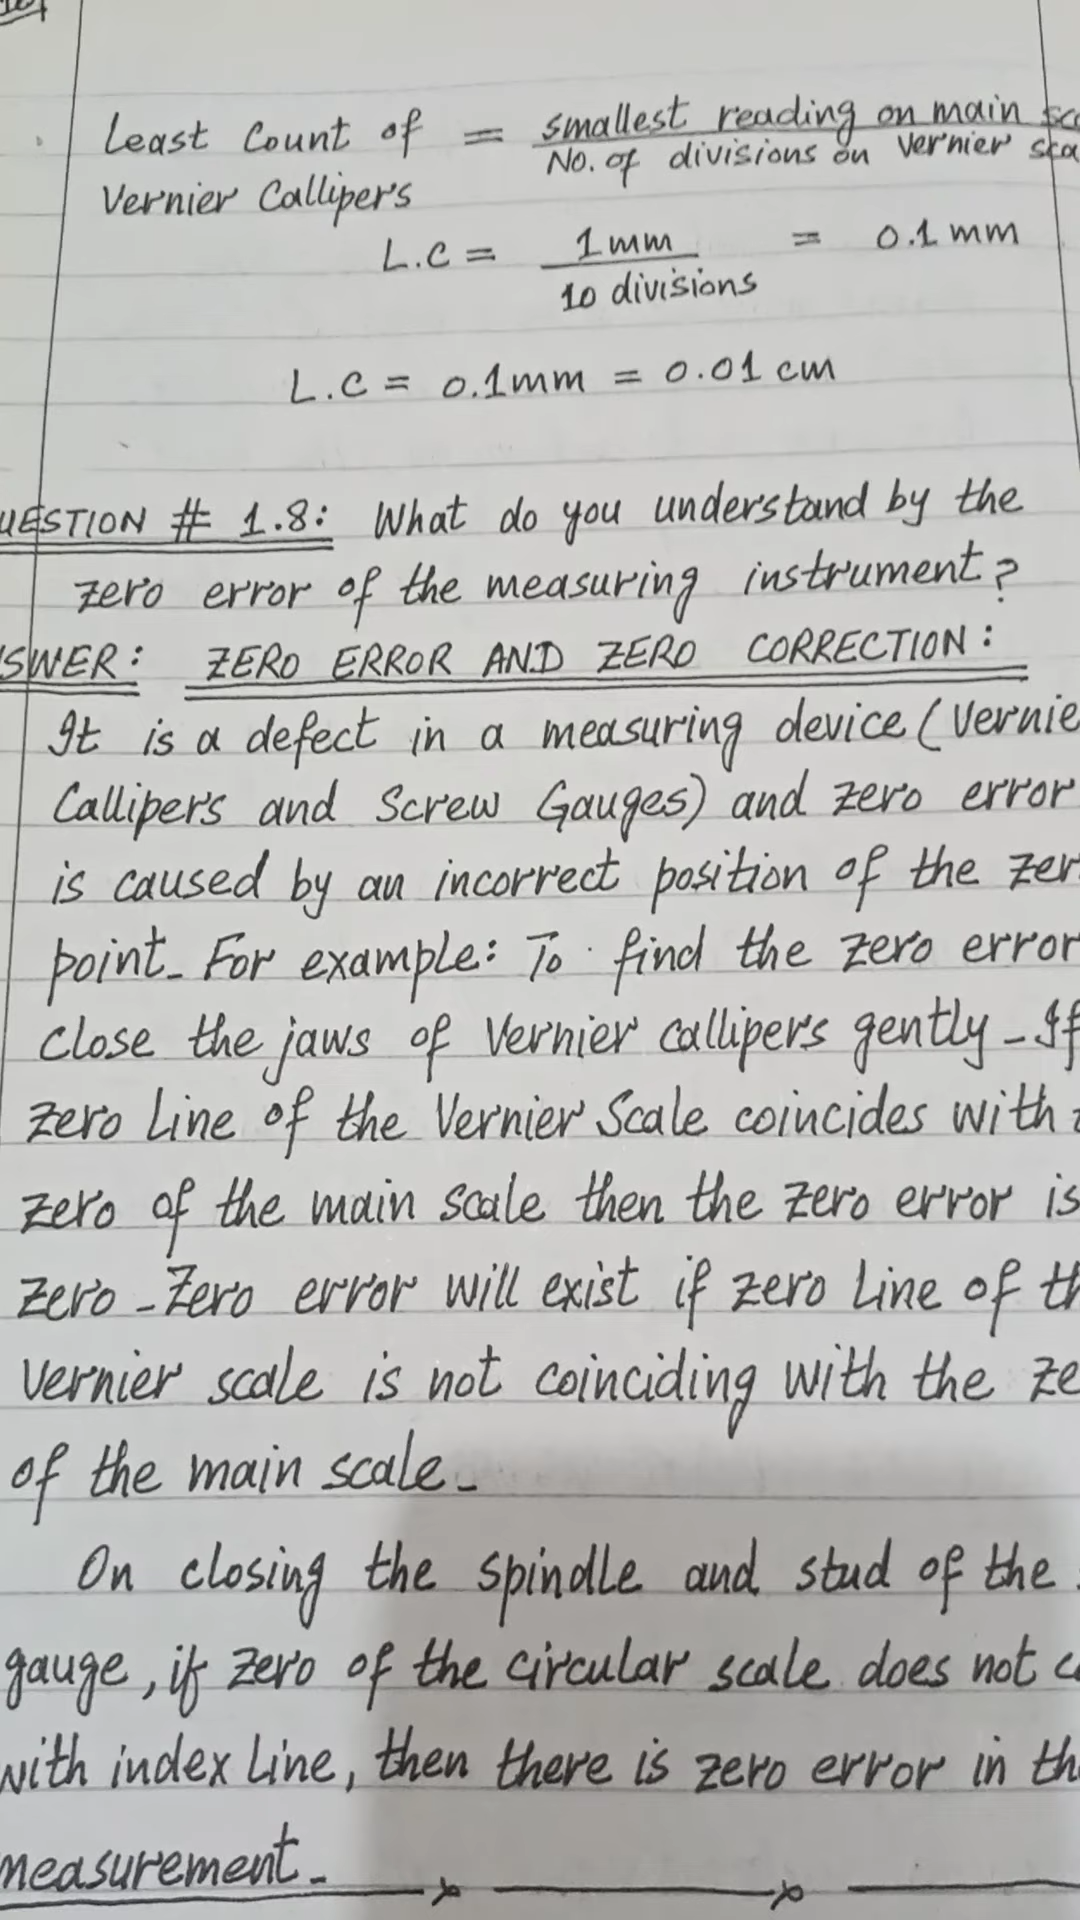 Least Count of = smallest reading on main sca
Vernier Callipers No. of divisions on Vernier sca
L.C = 1mm = 0.1 mm
10 divisions
L.C = 0.1mm = 0.01 cm
UESTION # 1.8: What do you understand by the
zero error of the measuring instrument?
SWER: ZERO ERROR AND ZERO CORRECTION:
It is a defect in a measuring device (Vernie
Callipers and Screw Gauges) and zero error
is caused by an incorrect position of the zer
point. For example: To find the zero error
close the jaws of Vernier callipers gently. If
zero Line of the Vernier Scale coincides with
zero of the main scale then the zero error is
zero. Zero error will exist if zero Line of th
Vernier scale is not coinciding with the ze
of the main scale.
On closing the spindle and stud of the
gauge, if zero of the circular scale does not c
with index Line, then there is zero error in th
measurement.